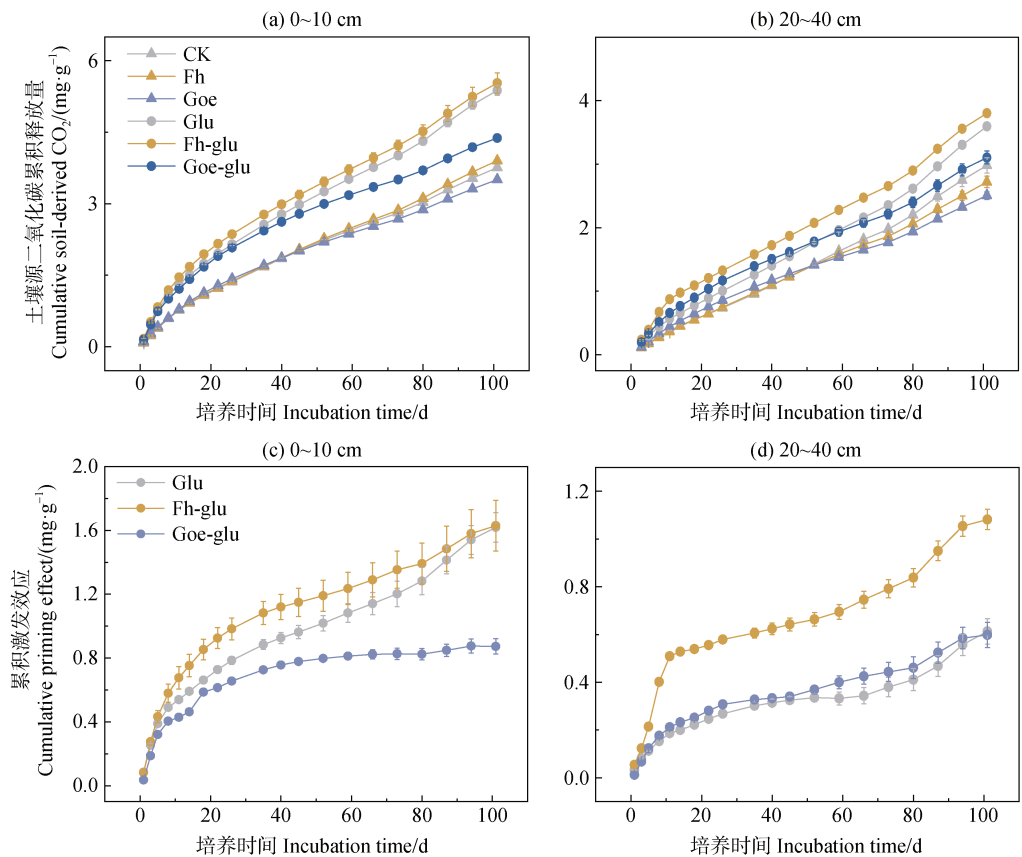 (a) 0~10 cm
(b) 20~40 cm
土壤源二氧化碳累积释放量
Cumulative soil-derived CO₂/(mg·g⁻¹)
6
3
0
CK
Fh
Goe
Glu
Fh-glu
Goe-glu
0 20 40 60 80 100
培养时间 Incubation time/d
4
2
0
0 20 40 60 80 100
培养时间 Incubation time/d
(c) 0~10 cm
(d) 20~40 cm
累积激发效应
Cumulative priming effect/(mg·g⁻¹)
2.0
1.6
1.2
0.8
0.4
0.0
Glu
Fh-glu
Goe-glu
0 20 40 60 80 100
培养时间 Incubation time/d
1.2
0.8
0.4
0.0
0 20 40 60 80 100
培养时间 Incubation time/d